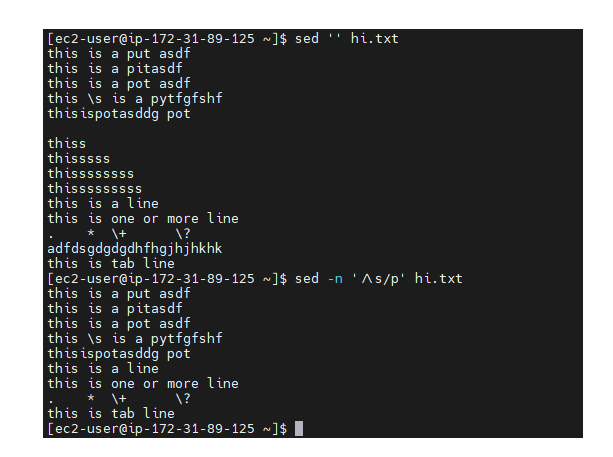 [ec2-user@ip-172-31-89-125 ~]$ sed '' hi.txt
this is a put asdf
this is a pitasdf
this is a pot asdf
this \s is a pytfgfshf
thisispotasddg pot
thiss
thisssss
thissssssss
thisssssssss
this is a line
this is one or more line
.    *  \+      \?
adfdsgdgdgdhfhgjhjhkhk
this is tab line
[ec2-user@ip-172-31-89-125 ~]$ sed -n '/\s/p' hi.txt
this is a put asdf
this is a pitasdf
this is a pot asdf
this \s is a pytfgfshf
thisispotasddg pot
this is a line
this is one or more line
.    *  \+      \?
this is tab line
[ec2-user@ip-172-31-89-125 ~]$